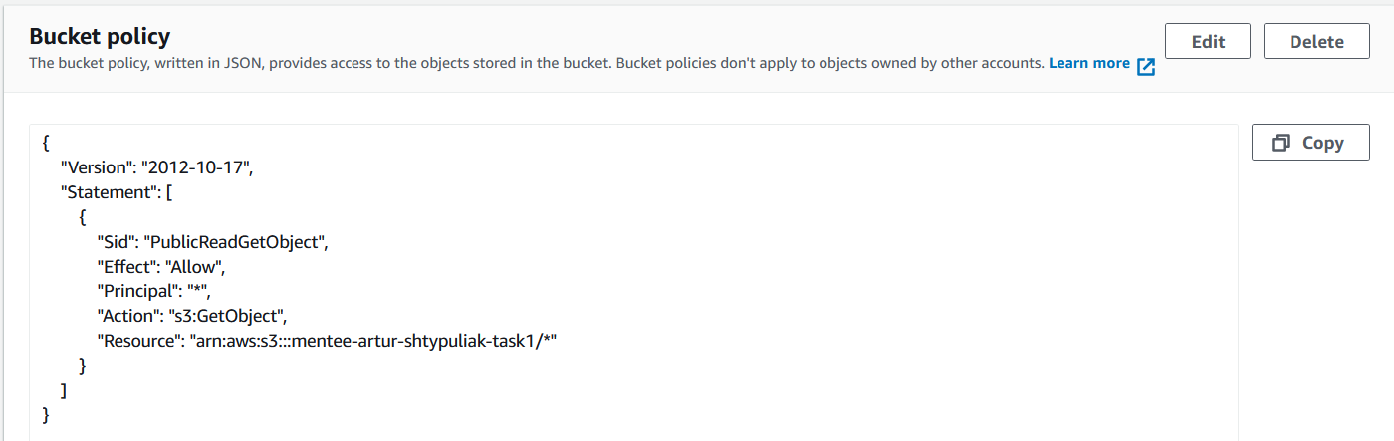 Bucket policy
Edit
Delete
The bucket policy, written in JSON, provides access to the objects stored in the bucket. Bucket policies don't apply to objects owned by other accounts. Learn more
Copy
{
"Version": "2012-10-17",
"Statement": [
{
"Sid": "PublicReadGetObject",
"Effect": "Allow",
"Principal": "*",
"Action": "s3:GetObject",
"Resource": "arn:aws:s3:::mentee-artur-shtypuliak-task1/*"
}
]
}